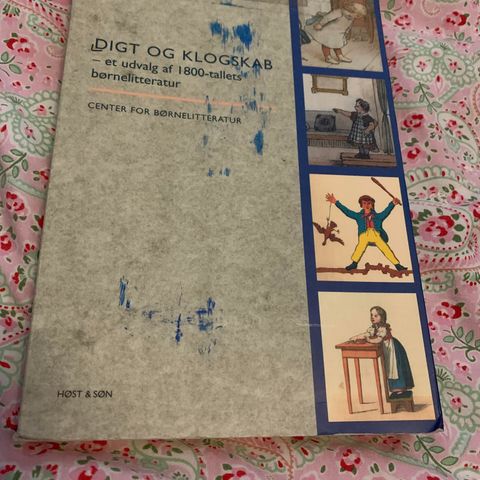 DIGT OG KLOGSKAB
– et udvalg af 1800-tallets
børnelitteratur
CENTER FOR BØRNELITTERATUR
HØST & SØN